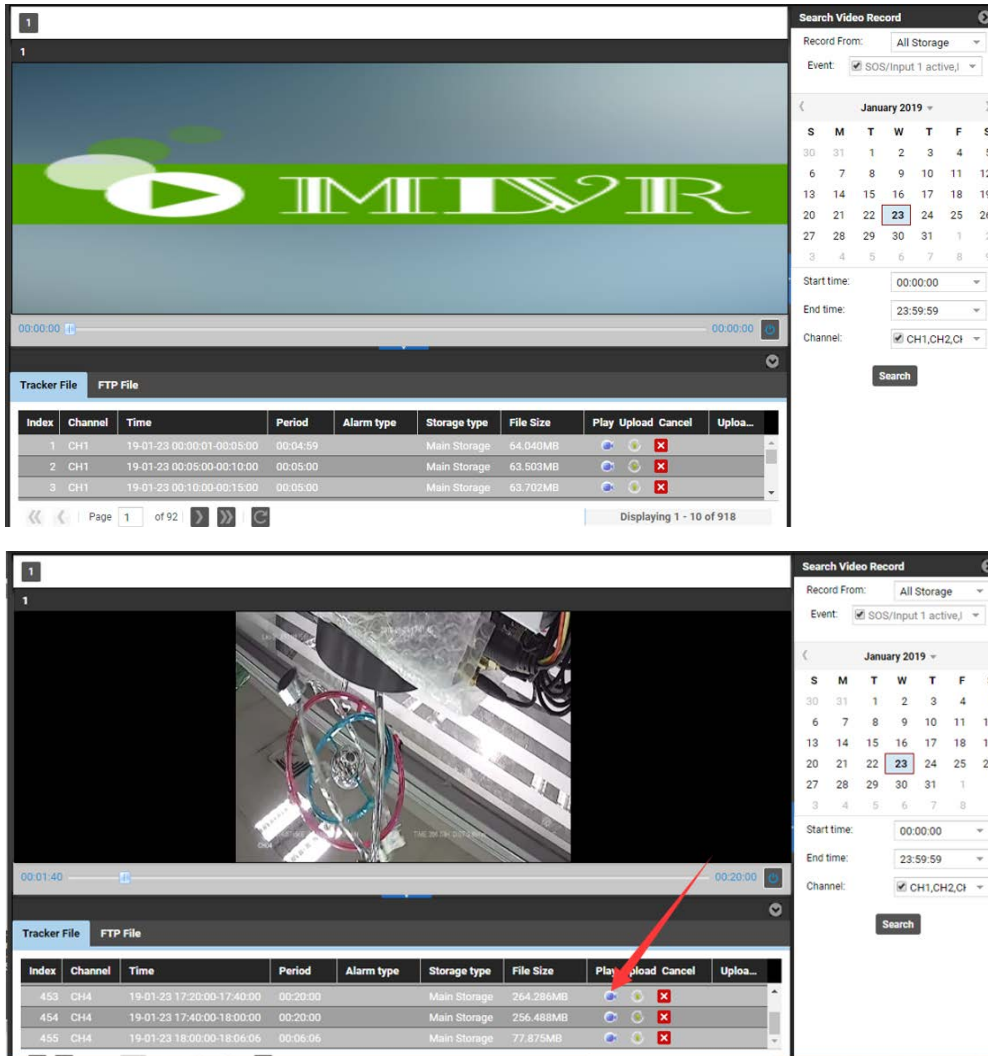 1
Search Video Record
Record From: All Storage
Event: SOS/Input 1 active,I
1
MDVR
January 2019
S M T W T F S
30 31 1 2 3 4 5
6 7 8 9 10 11 12
13 14 15 16 17 18 19
20 21 22 23 24 25 26
27 28 29 30 31 1 2
3 4 5 6 7 8 9
Start time: 00:00:00
End time: 23:59:59
Channel: CH1,CH2,CH
Search
00:00:00 00:00:00
Tracker File FTP File
Index Channel Time Period Alarm type Storage type File Size Play Upload Cancel Uploa...
1 CH1 19-01-23 00:00:01-00:05:00 00:04:59 Main Storage 64.040MB
2 CH1 19-01-23 00:05:00-00:10:00 00:05:00 Main Storage 63.503MB
3 CH1 19-01-23 00:10:00-00:15:00 00:05:00 Main Storage 63.702MB
Page 1 of 92 Displaying 1 - 10 of 918
1
Search Video Record
Record From: All Storage
Event: SOS/Input 1 active,I
1
January 2019
S M T W T F
30 31 1 2 3 4
6 7 8 9 10 11 1
13 14 15 16 17 18 1
20 21 22 23 24 25 2
27 28 29 30 31 1
3 4 5 6 7 8
Start time: 00:00:00
End time: 23:59:59
Channel: CH1,CH2,CH
Search
CH4
00:01:40 00:20:00
Tracker File FTP File
Index Channel Time Period Alarm type Storage type File Size Play Upload Cancel Uploa...
453 CH4 19-01-23 17:20:00-17:40:00 00:20:00 Main Storage 264.286MB
454 CH4 19-01-23 17:40:00-18:00:00 00:20:00 Main Storage 256.488MB
455 CH4 19-01-23 18:00:00-18:06:06 00:06:06 Main Storage 77.875MB